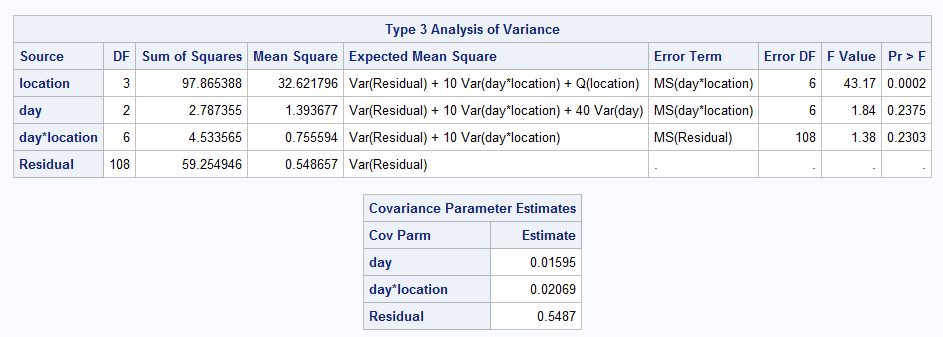 Type 3 Analysis of Variance
Source DF Sum of Squares Mean Square Expected Mean Square Error Term Error DF F Value Pr > F
location 3 97.865388 32.621796 Var(Residual) + 10 Var(day*location) + Q(location) MS(day*location) 6 43.17 0.0002
day 2 2.787355 1.393677 Var(Residual) + 10 Var(day*location) + 40 Var(day) MS(day*location) 6 1.84 0.2375
day*location 6 4.533565 0.755594 Var(Residual) + 10 Var(day*location) MS(Residual) 108 1.38 0.2303
Residual 108 59.254946 0.548657 Var(Residual) . . . .
Covariance Parameter Estimates
Cov Parm Estimate
day 0.01595
day*location 0.02069
Residual 0.5487